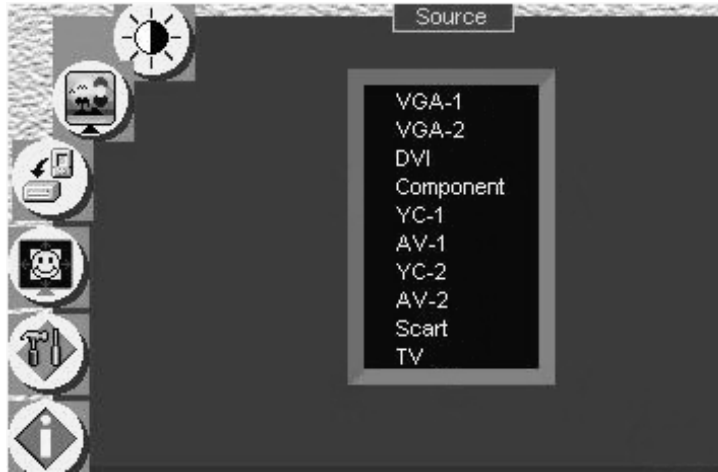 Source
VGA-1
VGA-2
DVI
Component
YC-1
AV-1
YC-2
AV-2
Scart
TV